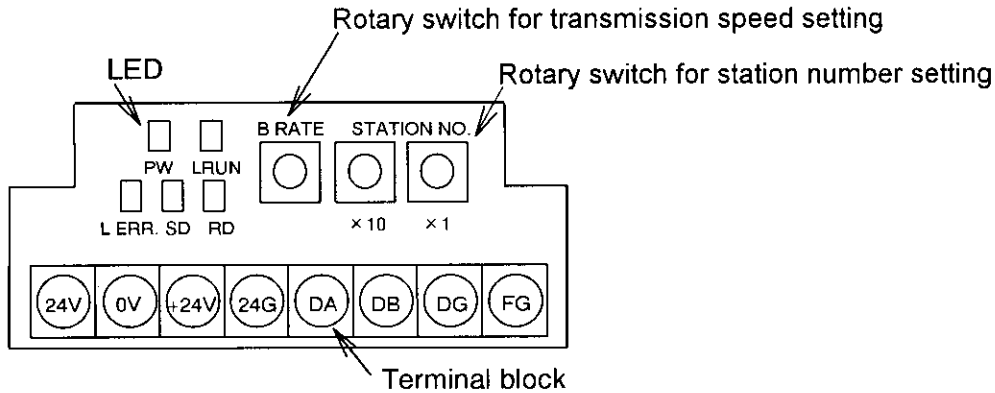 Rotary switch for transmission speed setting
LED
Rotary switch for station number setting
B RATE STATION NO.
PW LRUN
L ERR. SD RD
×10 ×1
24V 0V +24V 24G DA DB DG FG
Terminal block